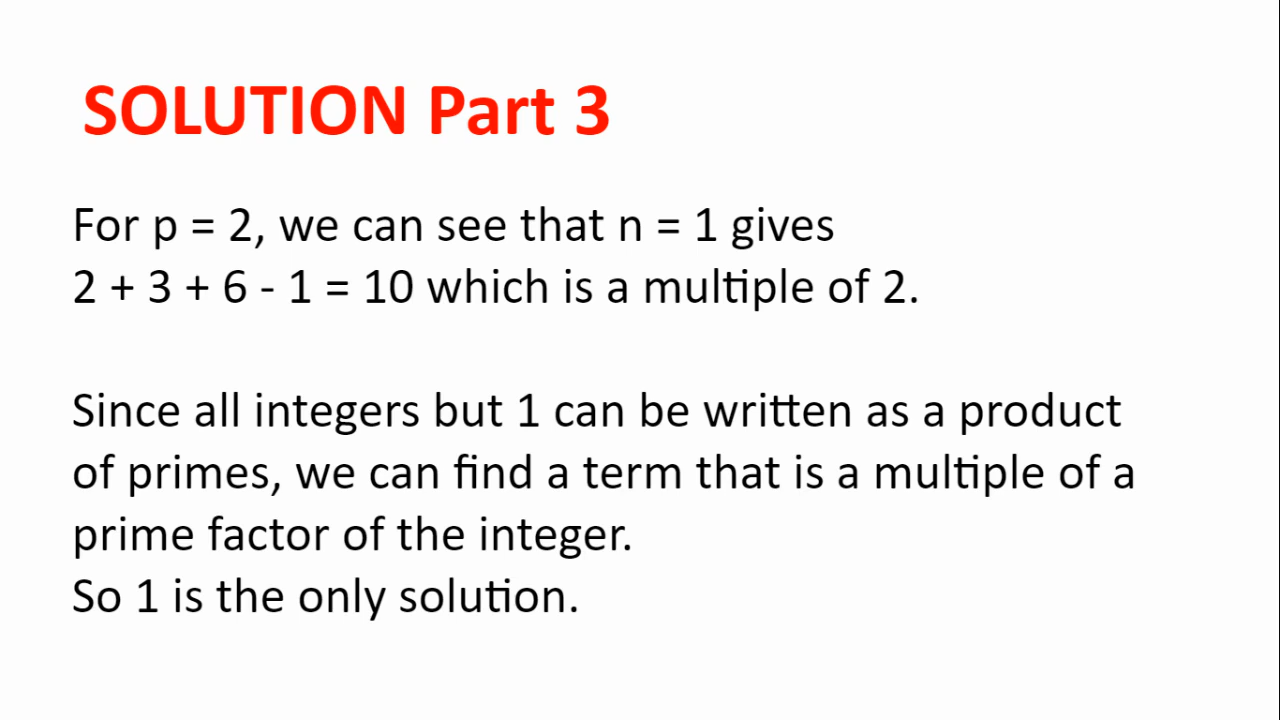 SOLUTION Part 3
For p = 2, we can see that n = 1 gives
2 + 3 + 6 - 1 = 10 which is a multiple of 2.
Since all integers but 1 can be written as a product
of primes, we can find a term that is a multiple of a
prime factor of the integer.
So 1 is the only solution.